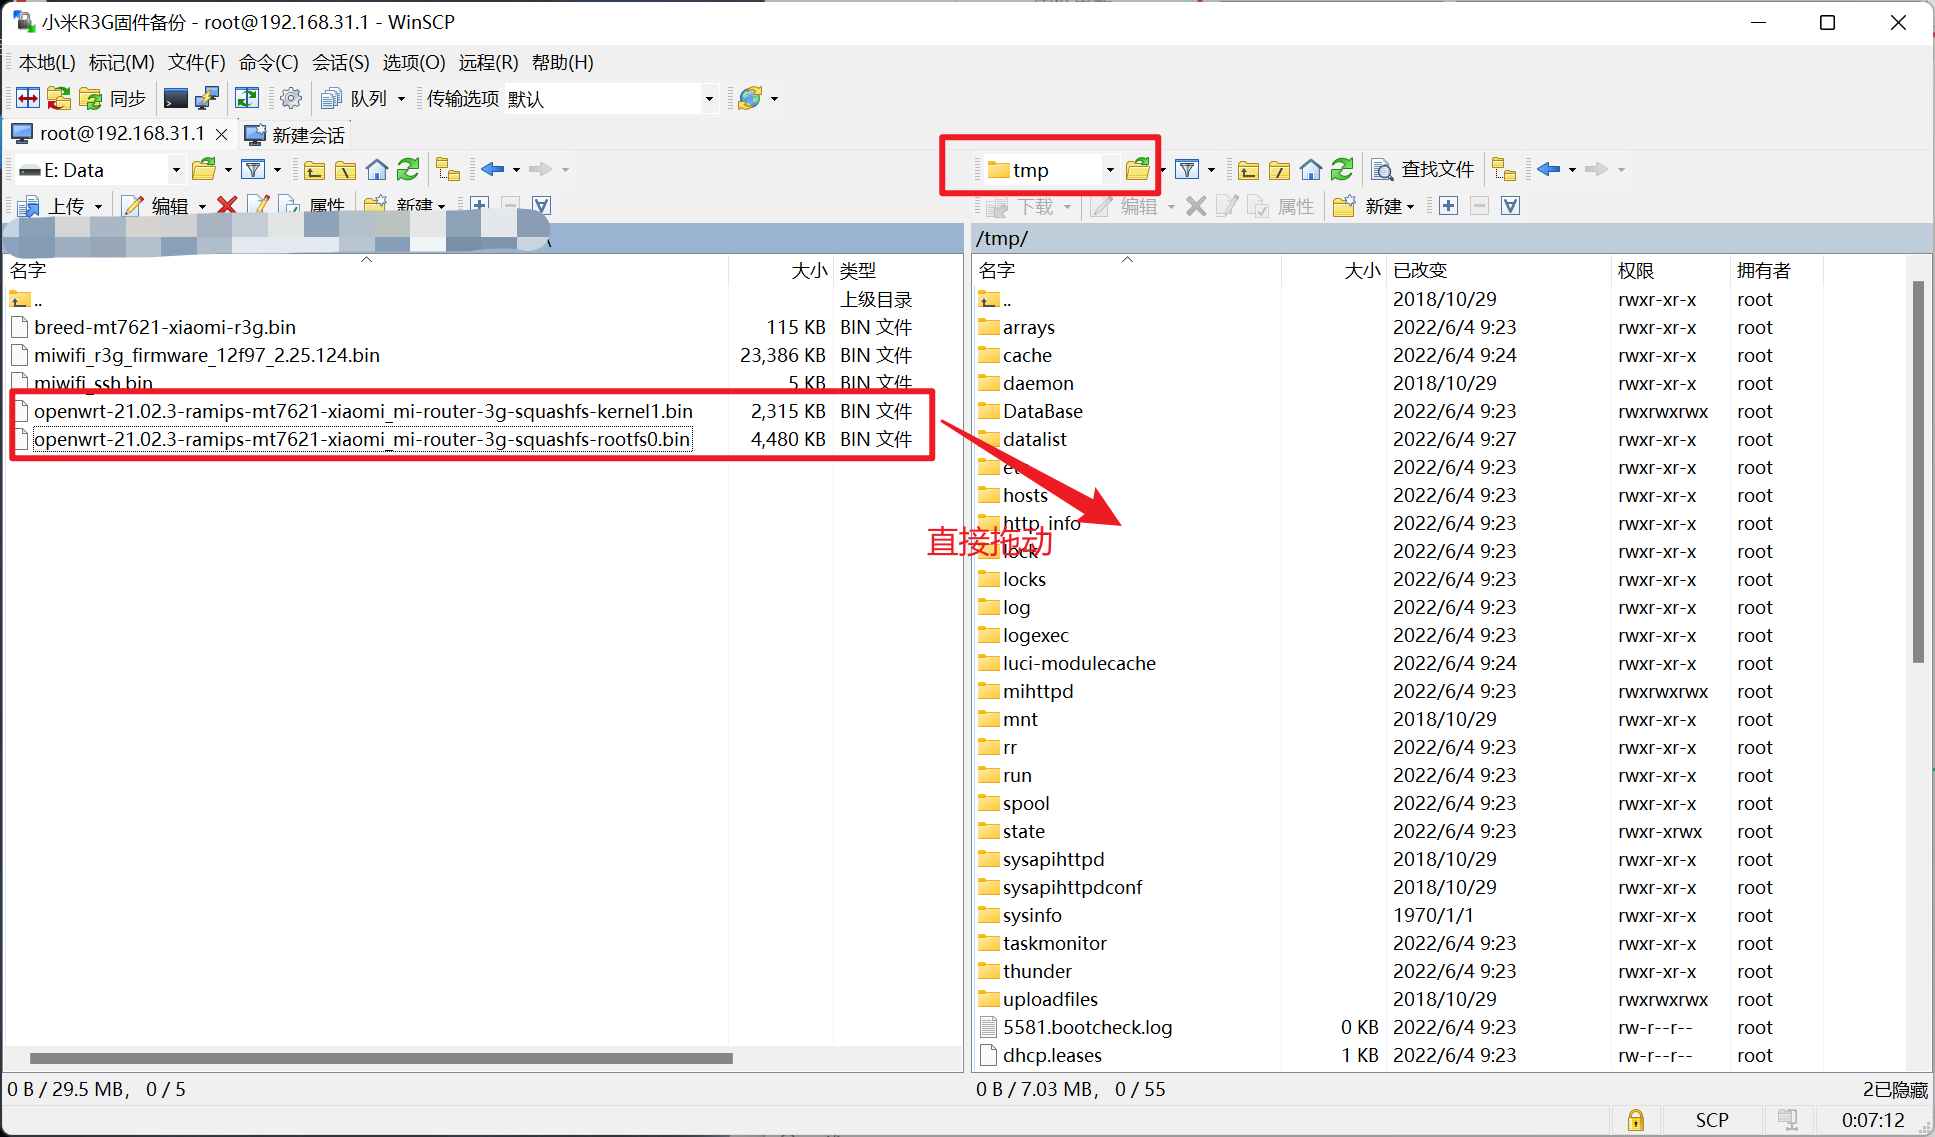 小米R3G固件备份 - root@192.168.31.1 - WinSCP
本地(L) 标记(M) 文件(F) 命令(C) 会话(S) 选项(O) 远程(R) 帮助(H)
同步 队列 传输选项 默认
root@192.168.31.1 新建会话
E: Data
tmp 查找文件
上传 编辑 属性 新建
下载 编辑 属性 新建
/tmp/
名字 大小 类型
.. 上级目录
breed-mt7621-xiaomi-r3g.bin 115 KB BIN 文件
miwifi_r3g_firmware_12f97_2.25.124.bin 23,386 KB BIN 文件
miwifi_ssh.bin 5 KB BIN 文件
openwrt-21.02.3-ramips-mt7621-xiaomi_mi-router-3g-squashfs-kernel1.bin 2,315 KB BIN 文件
openwrt-21.02.3-ramips-mt7621-xiaomi_mi-router-3g-squashfs-rootfs0.bin 4,480 KB BIN 文件
直接拖动
名字 大小 已改变 权限 拥有者
.. 2018/10/29 rwxr-xr-x root
arrays 2022/6/4 9:23 rwxr-xr-x root
cache 2022/6/4 9:24 rwxr-xr-x root
daemon 2018/10/29 rwxr-xr-x root
DataBase 2022/6/4 9:23 rwxrwxrwx root
datalist 2022/6/4 9:27 rwxr-xr-x root
2022/6/4 9:23 rwxr-xr-x root
hosts 2022/6/4 9:23 rwxr-xr-x root
http_info 2022/6/4 9:23 rwxr-xr-x root
lock 2022/6/4 9:23 rwxr-xr-x root
locks 2022/6/4 9:23 rwxr-xr-x root
log 2022/6/4 9:23 rwxr-xr-x root
logexec 2022/6/4 9:23 rwxr-xr-x root
luci-modulecache 2022/6/4 9:24 rwxr-xr-x root
mihttpd 2022/6/4 9:23 rwxrwxrwx root
mnt 2018/10/29 rwxr-xr-x root
rr 2022/6/4 9:23 rwxr-xr-x root
run 2022/6/4 9:23 rwxr-xr-x root
spool 2022/6/4 9:23 rwxr-xr-x root
state 2022/6/4 9:23 rwxr-xrwx root
sysapihttpd 2018/10/29 rwxr-xr-x root
sysapihttpdconf 2018/10/29 rwxr-xr-x root
sysinfo 1970/1/1 rwxr-xr-x root
taskmonitor 2022/6/4 9:23 rwxr-xr-x root
thunder 2022/6/4 9:23 rwxr-xr-x root
uploadfiles 2018/10/29 rwxrwxrwx root
5581.bootcheck.log 0 KB 2022/6/4 9:23 rw-r--r-- root
dhcp.leases 1 KB 2022/6/4 9:23 rw-r--r-- root
0 B / 29.5 MB， 0 / 5
0 B / 7.03 MB， 0 / 55 2已隐藏
SCP 0:07:12